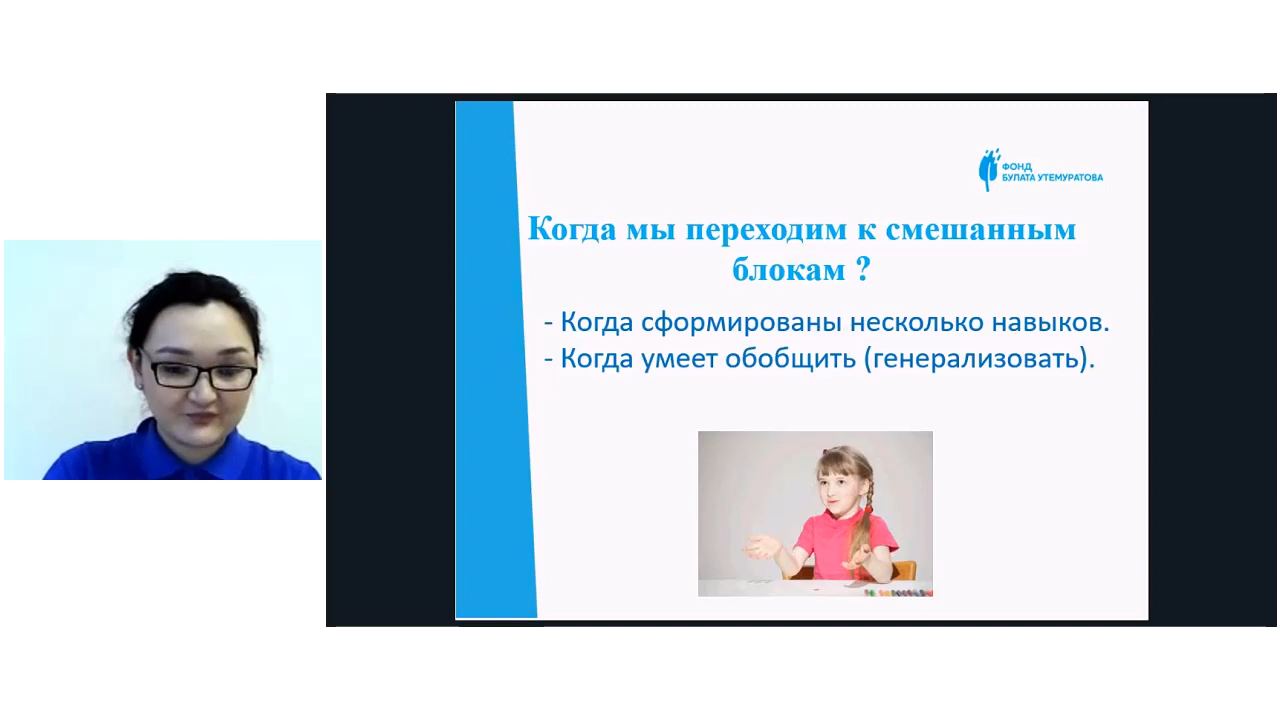 ФОНД
БУЛАТА УТЕМУРАТОВА
Когда мы переходим к смешанным
блокам ?
- Когда сформированы несколько навыков.
- Когда умеет обобщить (генерализовать).